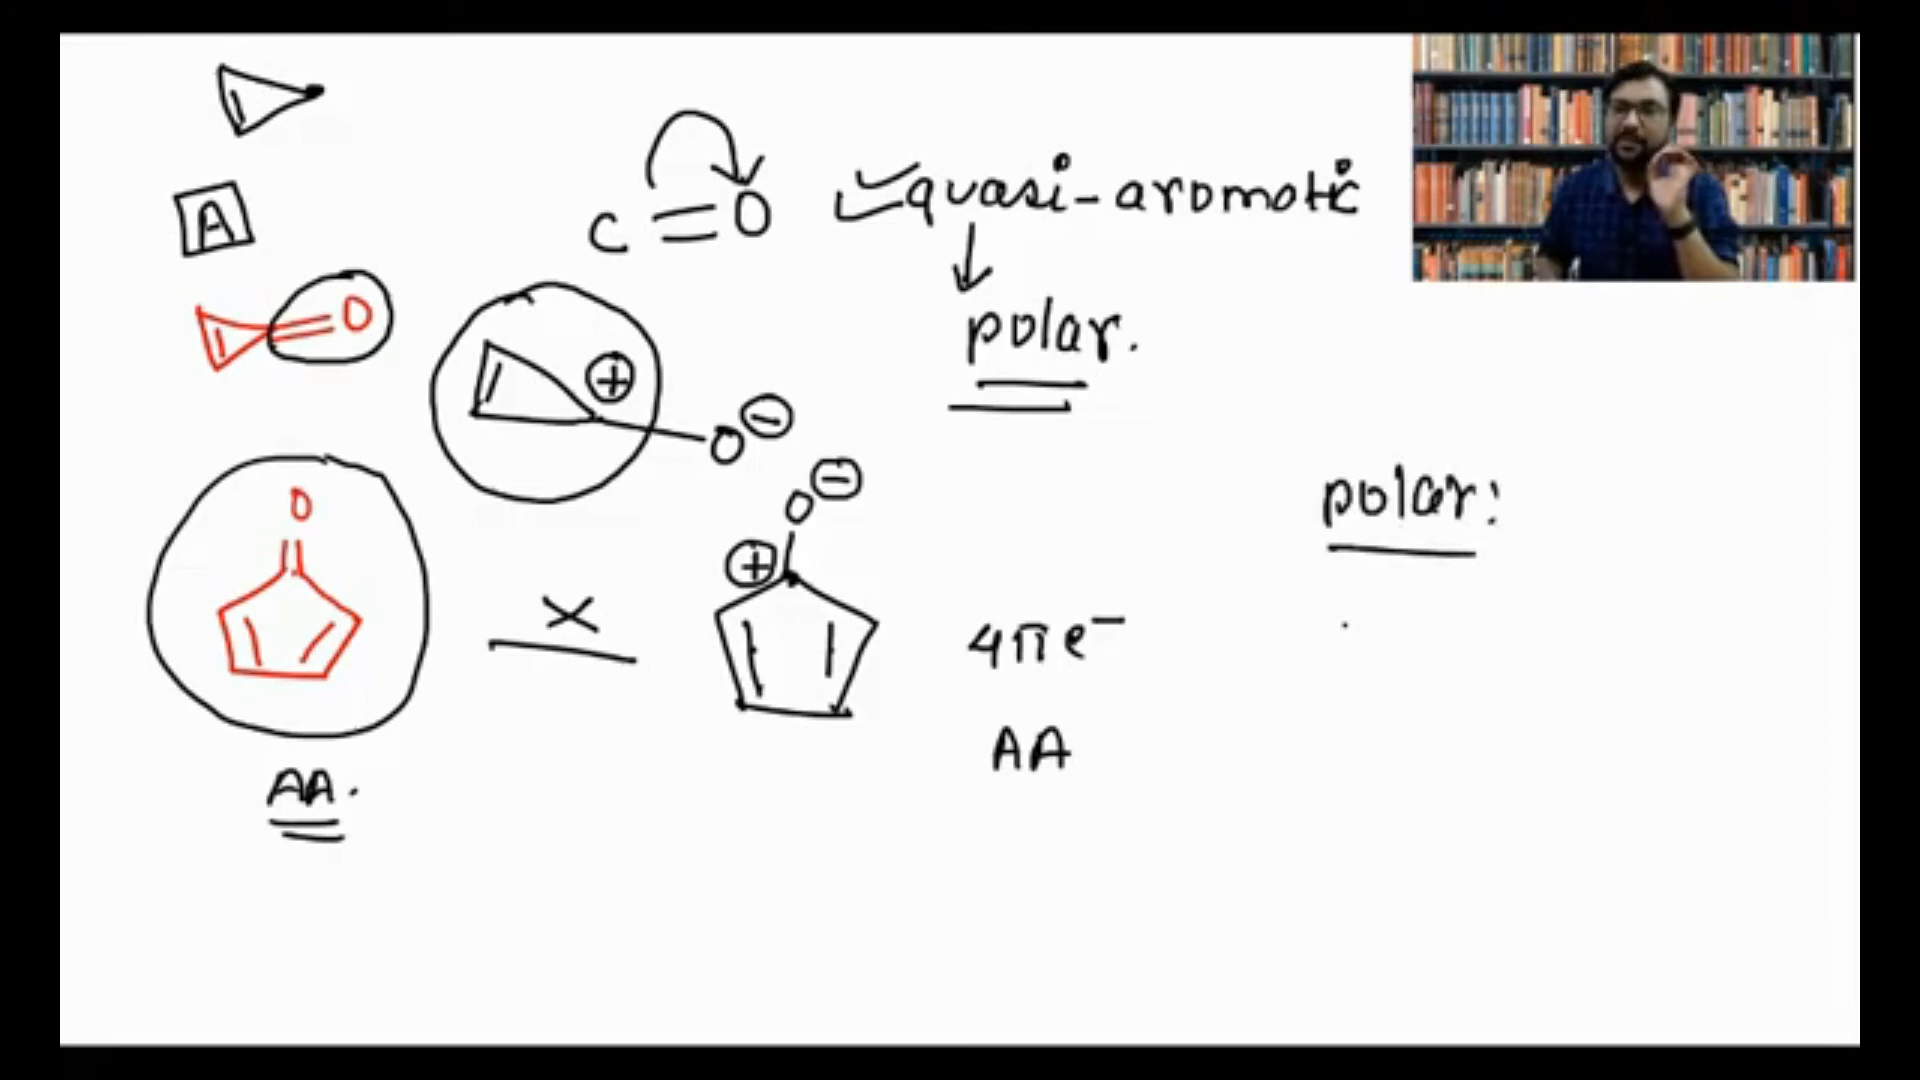 A
C = O
quasi-aromatic
polar.
O
⊕
O ⊖
O
O ⊖
⊕
×
polar:
4πe⁻
AA
AA.